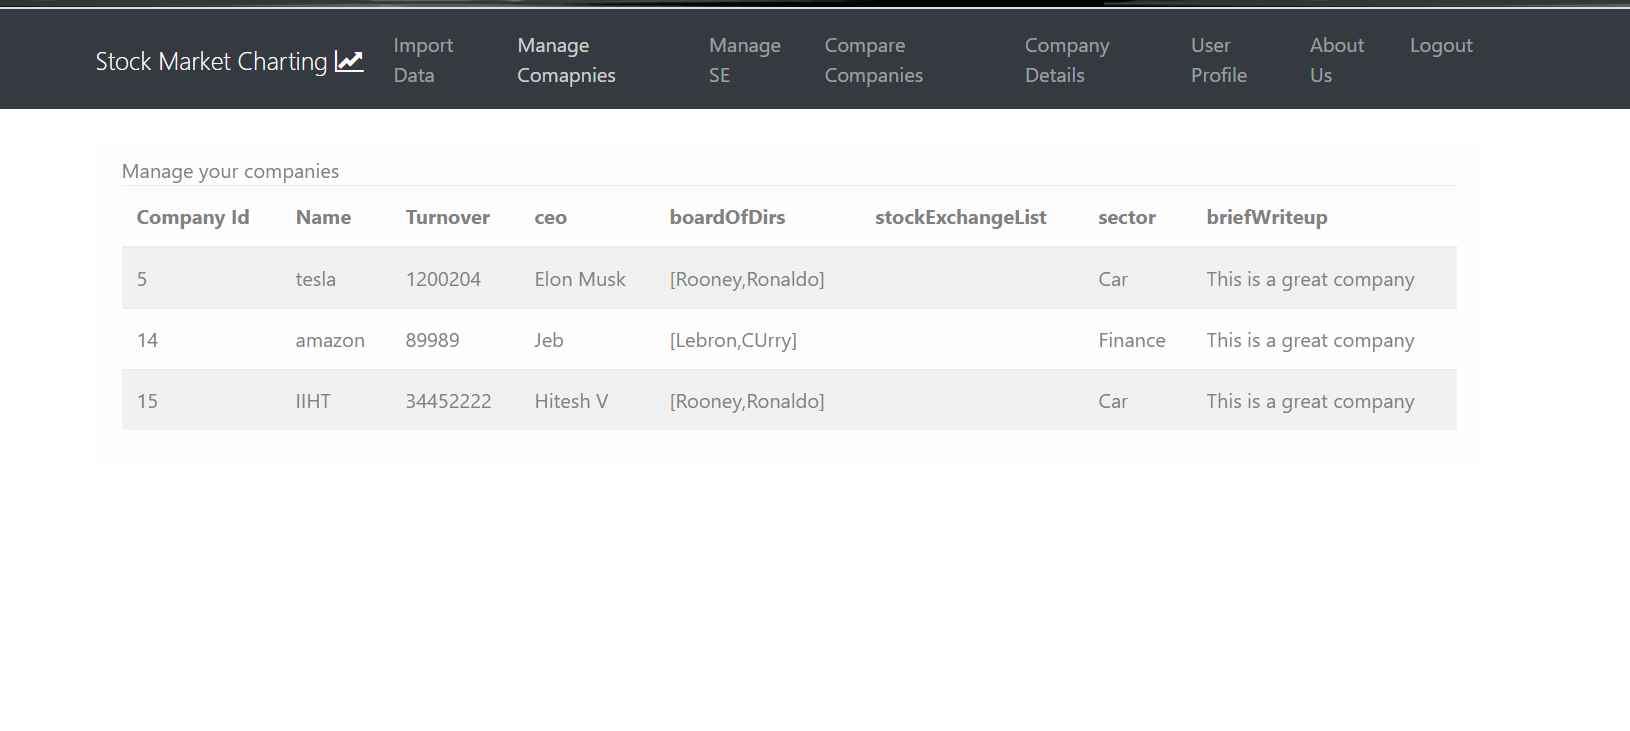 Stock Market Charting
Import Data
Manage Comapnies
Manage SE
Compare Companies
Company Details
User Profile
About Us
Logout
Manage your companies
Company Id Name Turnover ceo boardOfDirs stockExchangeList sector briefWriteup
5 tesla 1200204 Elon Musk [Rooney,Ronaldo] Car This is a great company
14 amazon 89989 Jeb [Lebron,CUrry] Finance This is a great company
15 IIHT 34452222 Hitesh V [Rooney,Ronaldo] Car This is a great company